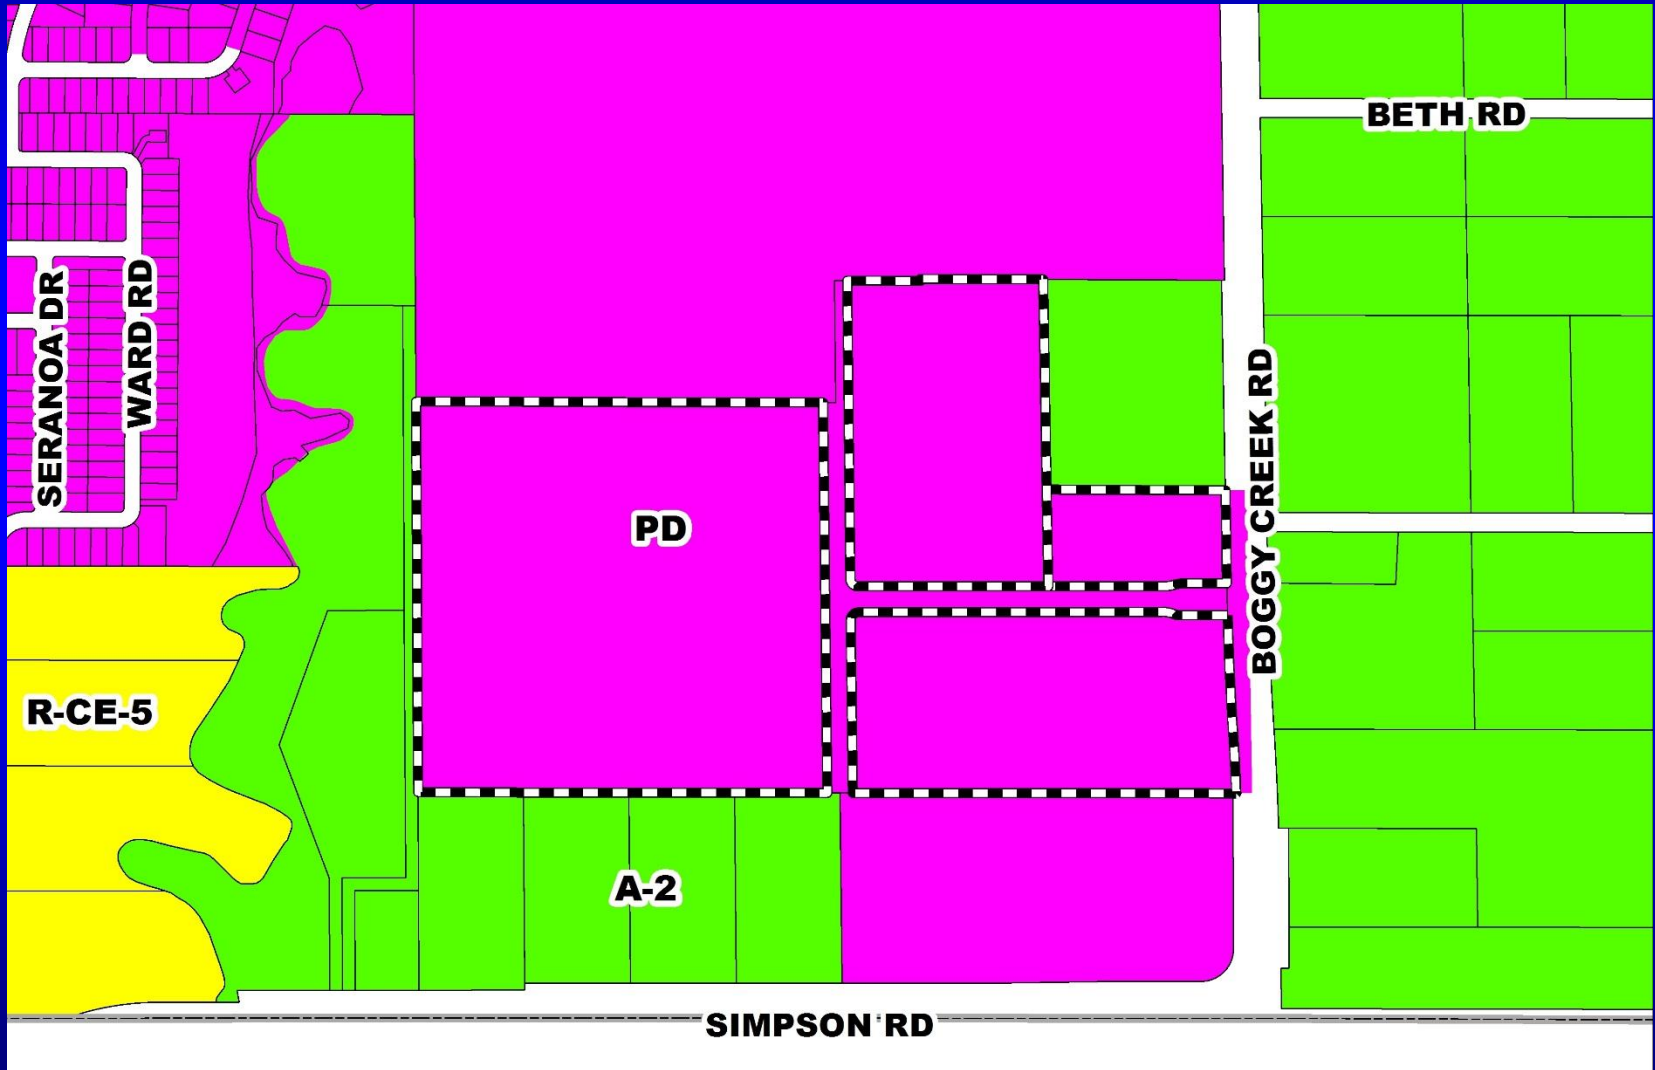 BETH RD
SERANOA DR
WARD RD
BOGGY CREEK RD
PD
R-CE-5
A-2
SIMPSON RD